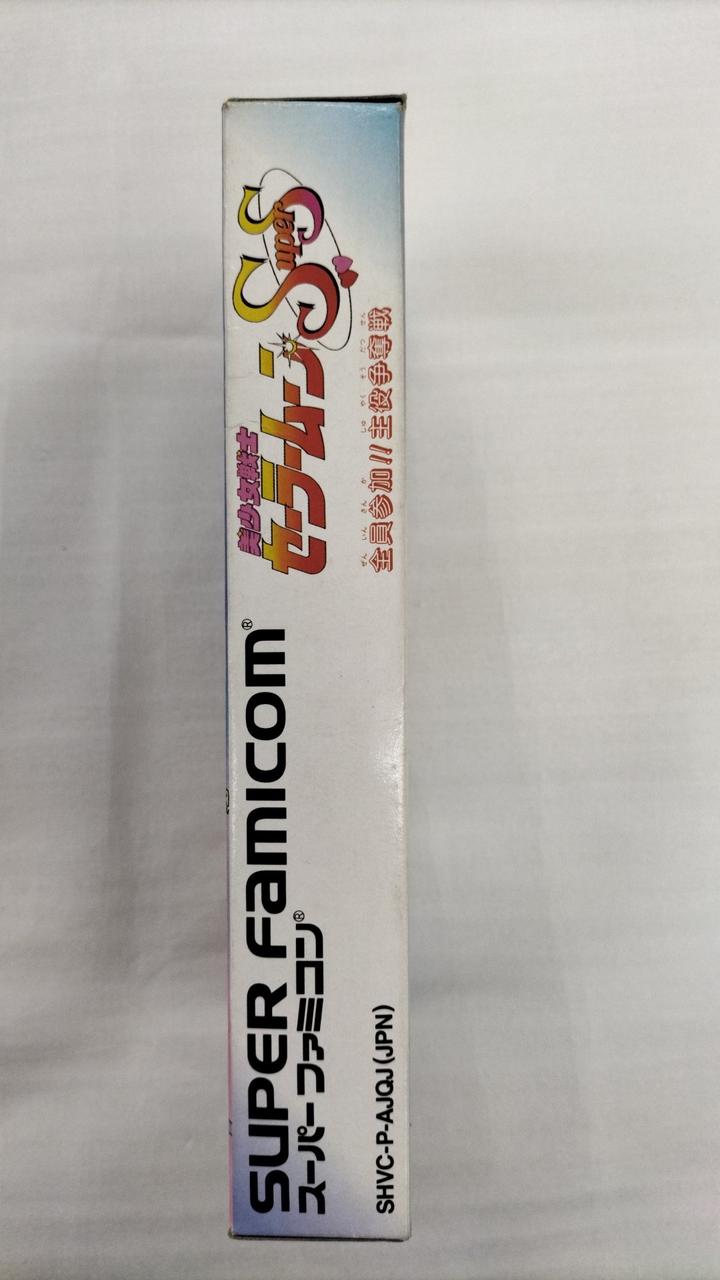 SUPER FAMICOM®
スーパーファミコン®
SHVC-P-AJQJ(JPN)
美少女戦士
セーラームーン
SuperS
ぜんいんさんか しゅやくそうだつせん
全員参加!!主役争奪戦